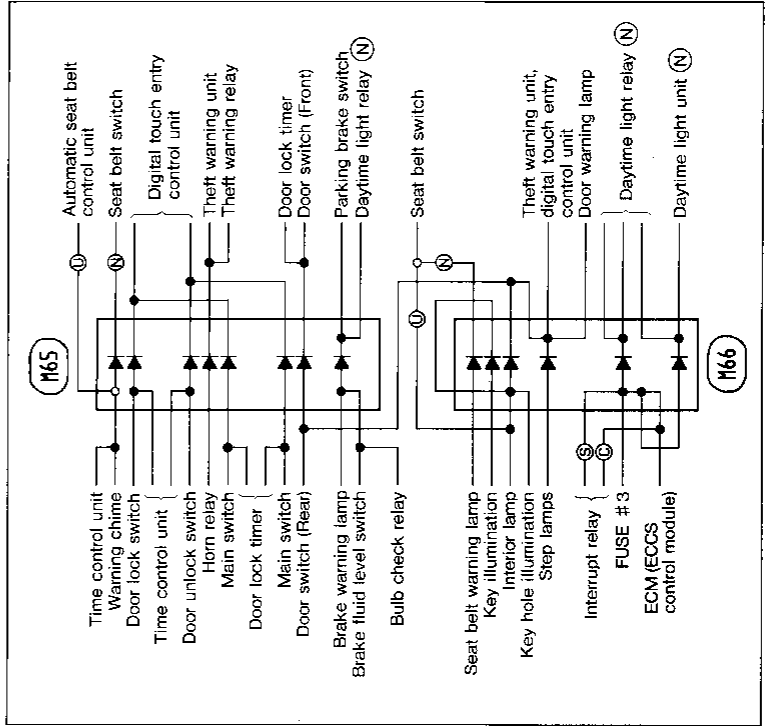 M65
Automatic seat belt
control unit
Seat belt switch
Digital touch entry
control unit
Theft warning unit
Theft warning relay
Door lock timer
Door switch (Front)
Parking brake switch
Daytime light relay N
U
N
Time control unit
Warning chime
Door lock switch
Time control unit
Door unlock switch
Horn relay
Main switch
Door lock timer
Main switch
Door switch (Rear)
Brake warning lamp
Brake fluid level switch
Bulb check relay
M66
Seat belt switch
Theft warning unit,
digital touch entry
control unit
Door warning lamp
Daytime light relay N
Daytime light unit N
N
U
Seat belt warning lamp
Key illumination
Interior lamp
Key hole illumination
Step lamps
Interrupt relay
S
C
FUSE #3
ECM (ECCS
control module)